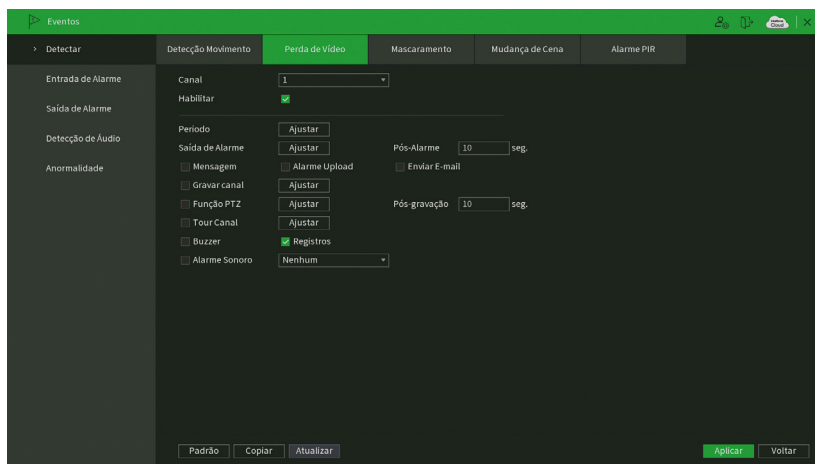 Eventos
Detectar
Entrada de Alarme
Saída de Alarme
Detecção de Áudio
Anormalidade
Detecção Movimento Perda de Vídeo Mascaramento Mudança de Cena Alarme PIR
Canal 1
Habilitar
Periodo Ajustar
Saída de Alarme Ajustar Pós-Alarme 10 seg.
Mensagem Alarme Upload Enviar E-mail
Gravar canal Ajustar
Função PTZ Ajustar Pós-gravação 10 seg.
Tour Canal Ajustar
Buzzer Registros
Alarme Sonoro Nenhum
Padrão Copiar Atualizar Aplicar Voltar